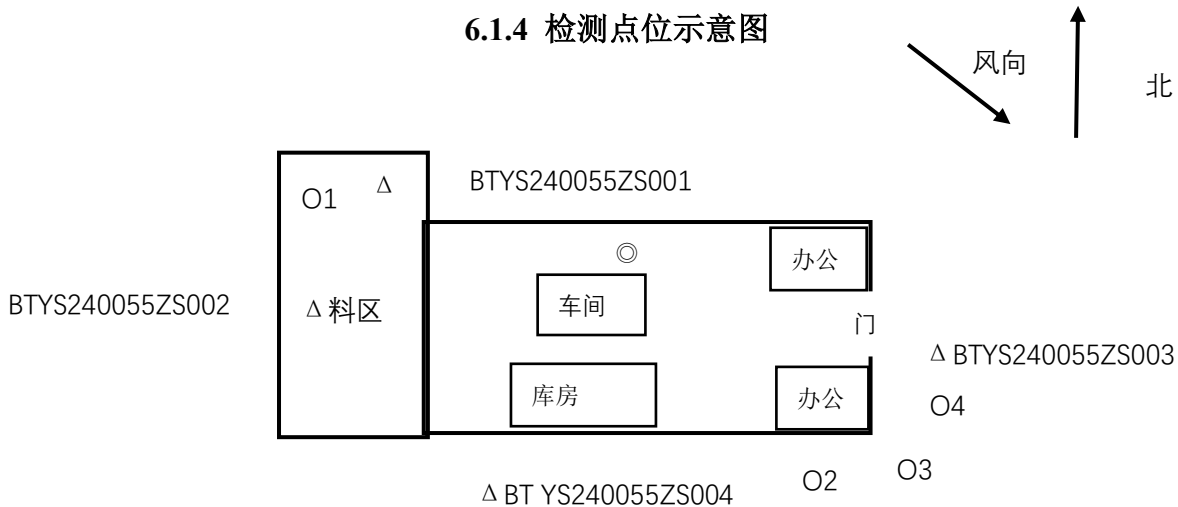 6.1.4 检测点位示意图
风向
北
O1 Δ BTYS240055ZS001
◎
办公
BTYS240055ZS002
Δ 料区
车间
门
Δ BTYS240055ZS003
库房
办公
O4
O3
O2
Δ BT YS240055ZS004